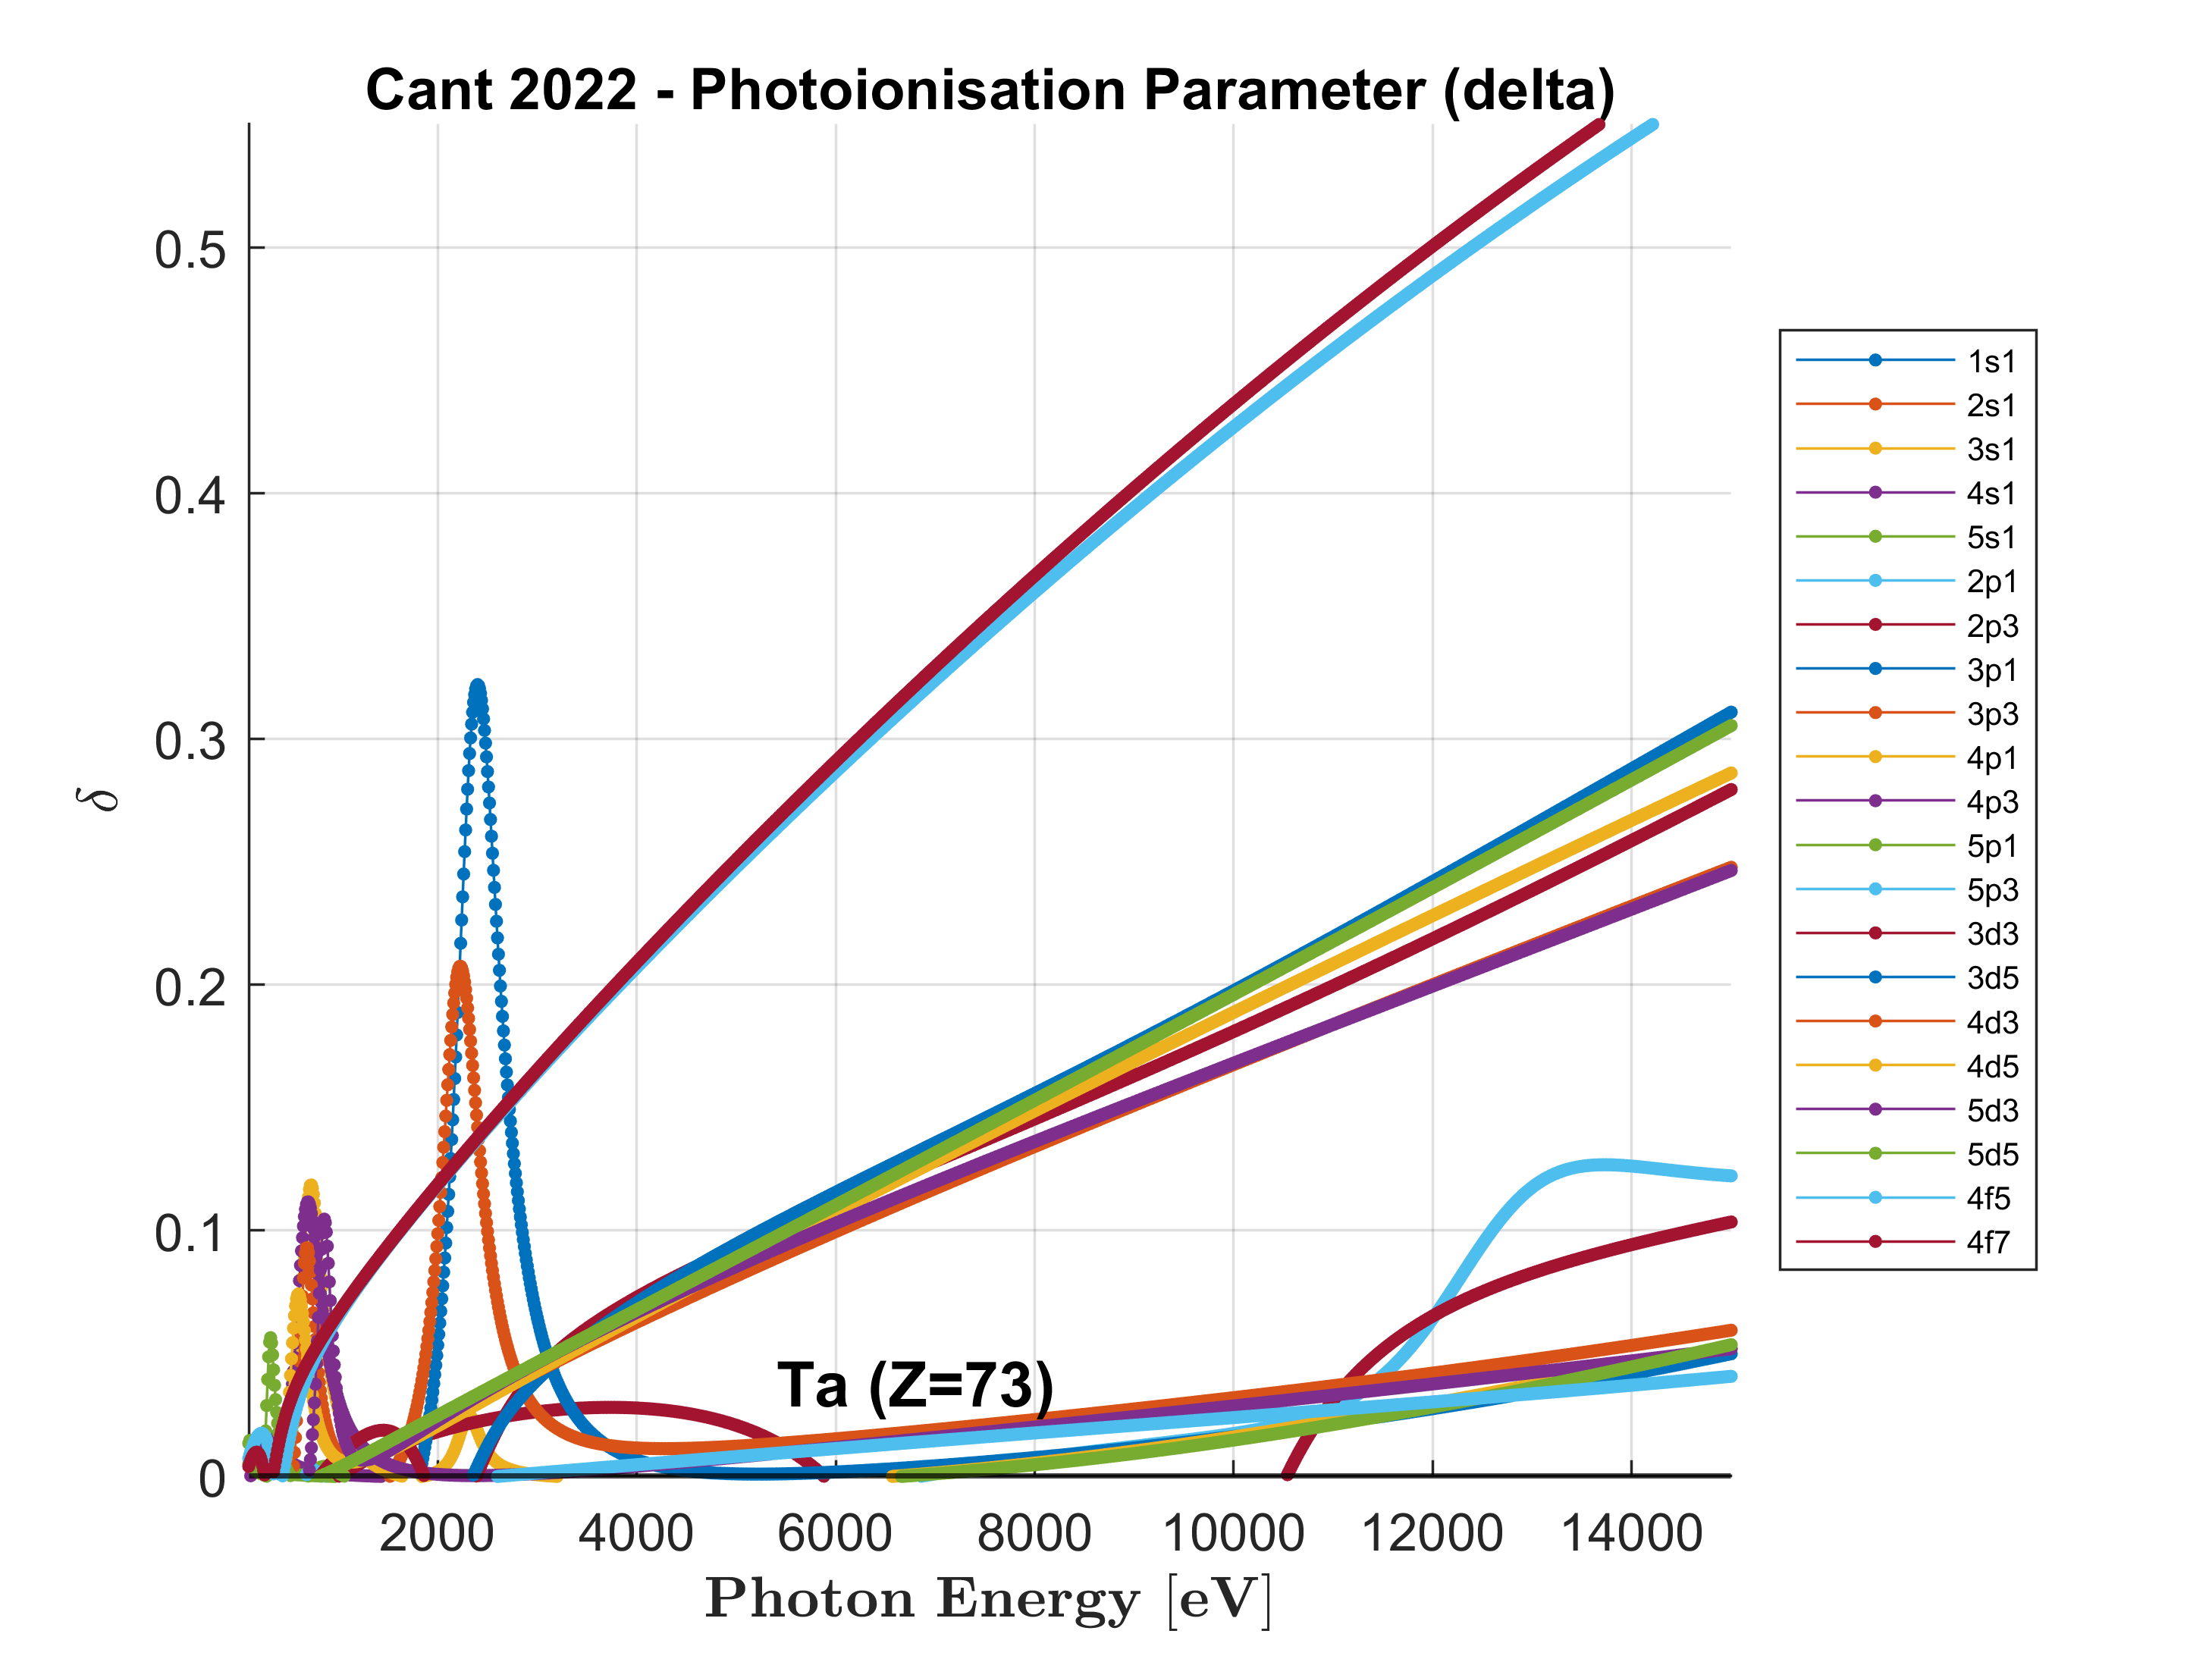 Cant 2022 - Photoionisation Parameter (delta)
0.5
0.4
0.3
0.2
0.1
0
δ
Ta (Z=73)
2000 4000 6000 8000 10000 12000 14000
Photon Energy [eV]
1s1
2s1
3s1
4s1
5s1
2p1
2p3
3p1
3p3
4p1
4p3
5p1
5p3
3d3
3d5
4d3
4d5
5d3
5d5
4f5
4f7